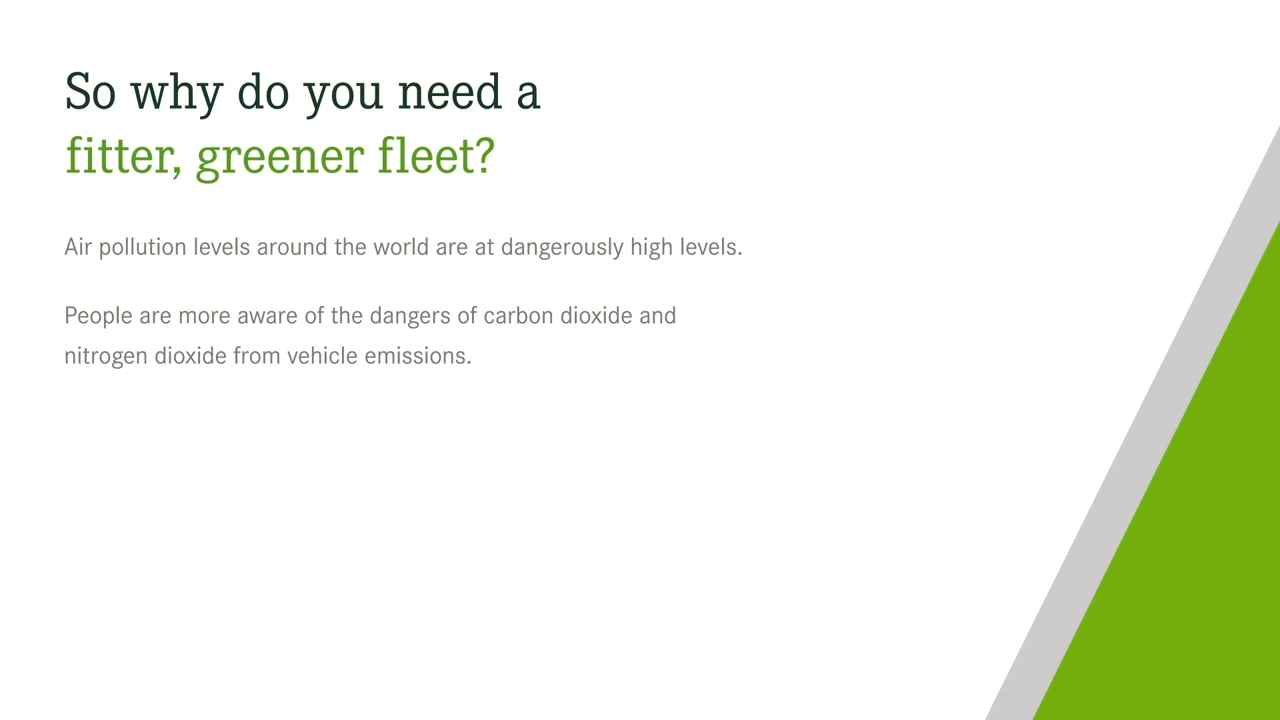 So why do you need a
fitter, greener fleet?
Air pollution levels around the world are at dangerously high levels.
People are more aware of the dangers of carbon dioxide and
nitrogen dioxide from vehicle emissions.